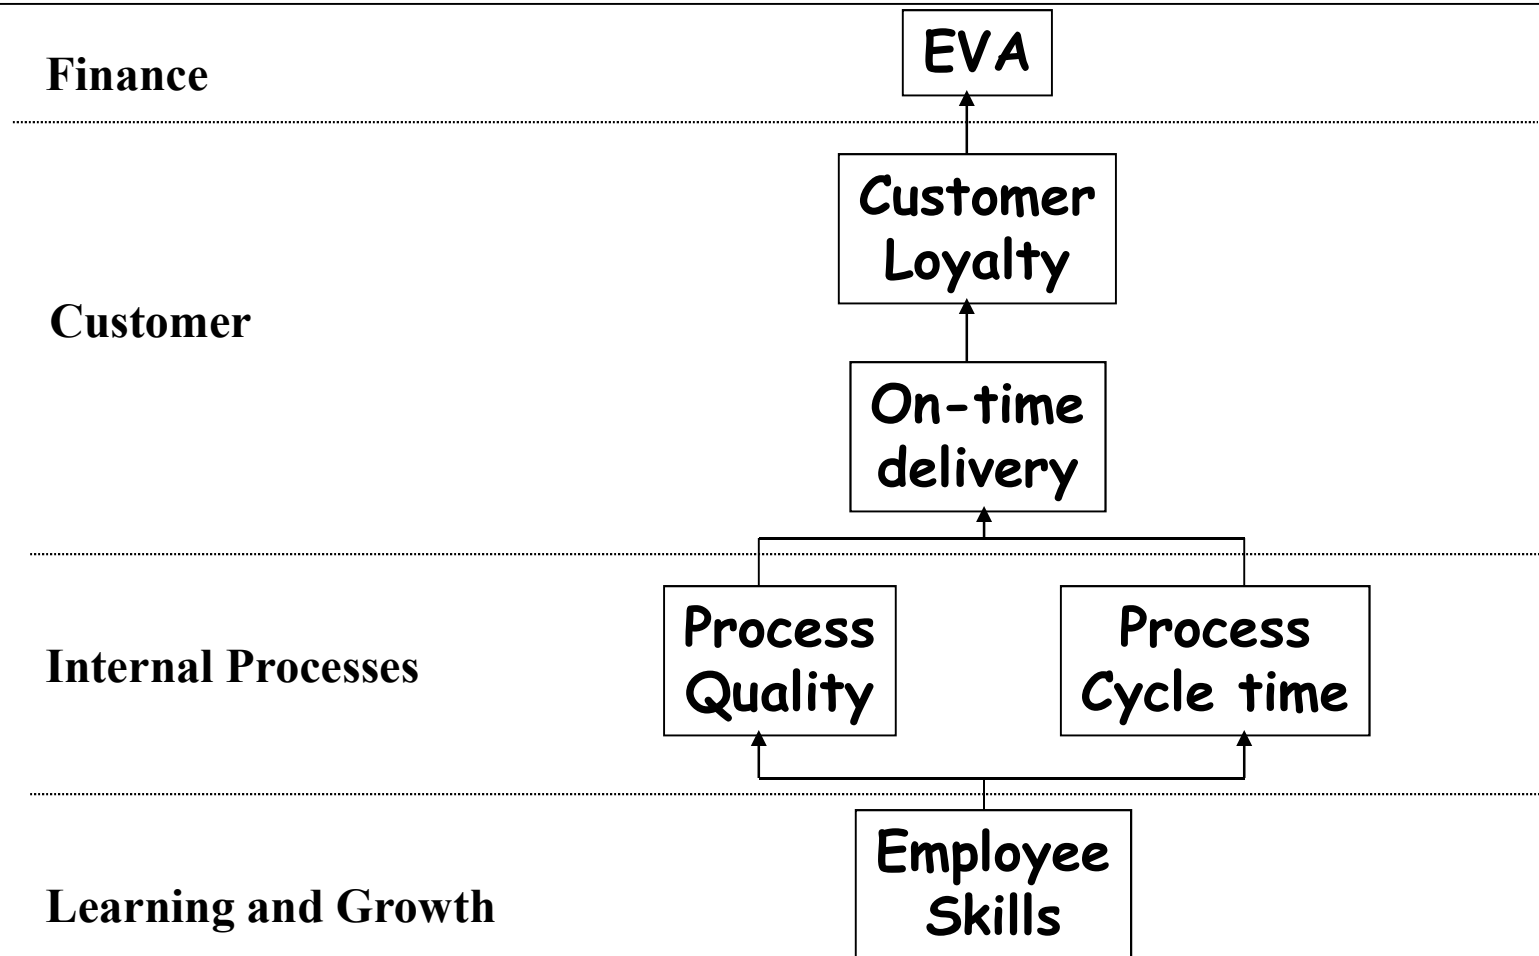 Finance
EVA
Customer
Customer
Loyalty
On-time
delivery
Internal Processes
Process
Quality
Process
Cycle time
Learning and Growth
Employee
Skills